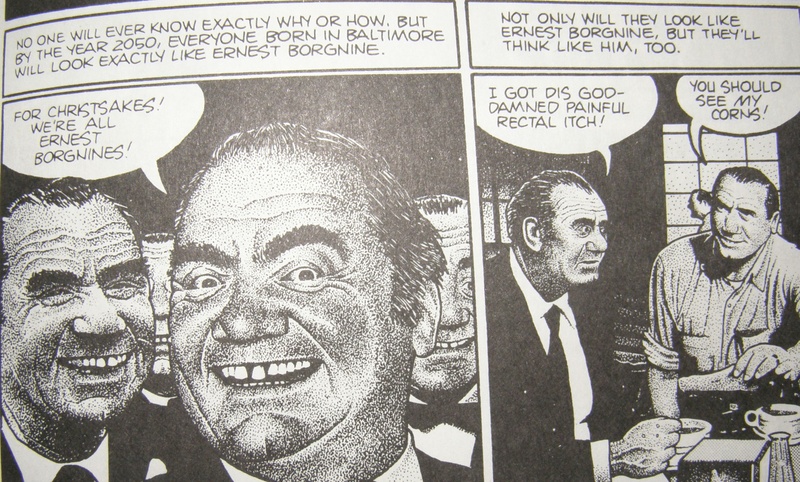 NO ONE WILL EVER KNOW EXACTLY WHY OR HOW, BUT
BY THE YEAR 2050, EVERYONE BORN IN BALTIMORE
WILL LOOK EXACTLY LIKE ERNEST BORGNINE.
FOR CHRISTSAKES!
WE'RE ALL
ERNEST
BORGNINES!
NOT ONLY WILL THEY LOOK LIKE
ERNEST BORGNINE, BUT THEY'LL
THINK LIKE HIM, TOO.
I GOT DIS GOD-
DAMNED PAINFUL
RECTAL ITCH!
YOU SHOULD
SEE MY
CORNS!